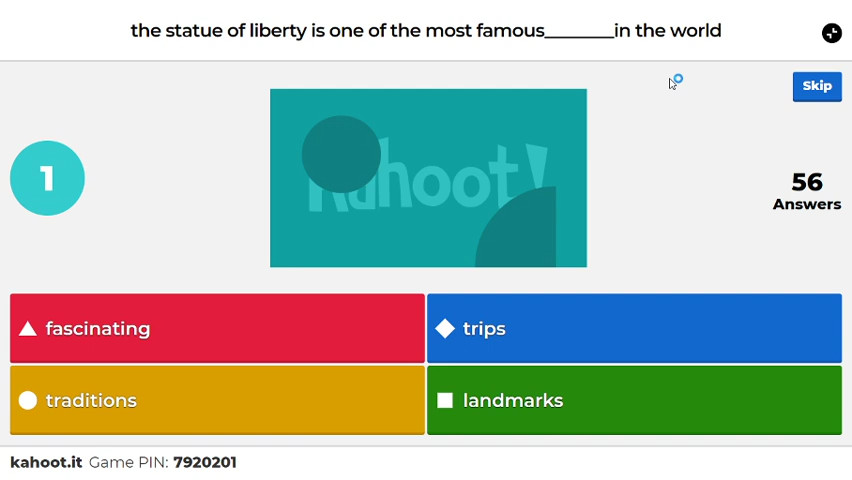 the statue of liberty is one of the most famous_______in the world
Skip
1
Kahoot!
56
Answers
fascinating
trips
traditions
landmarks
kahoot.it Game PIN: 7920201